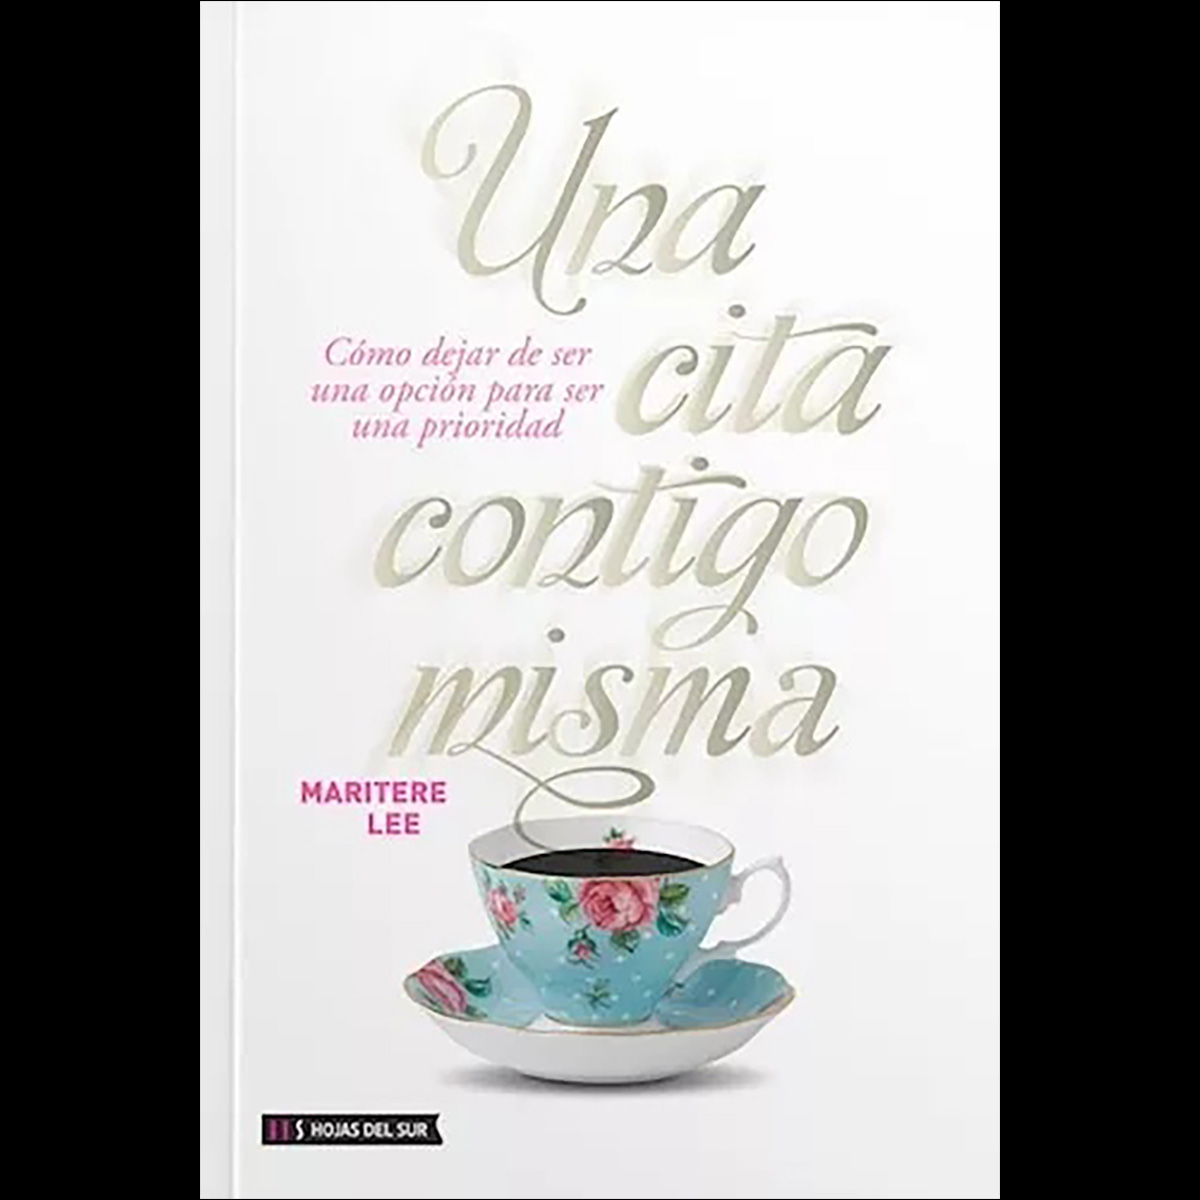 Una
cita
Cómo dejar de ser
una opción para ser
una prioridad
contigo
misma
MARITERE
LEE
HS HOJAS DEL SUR